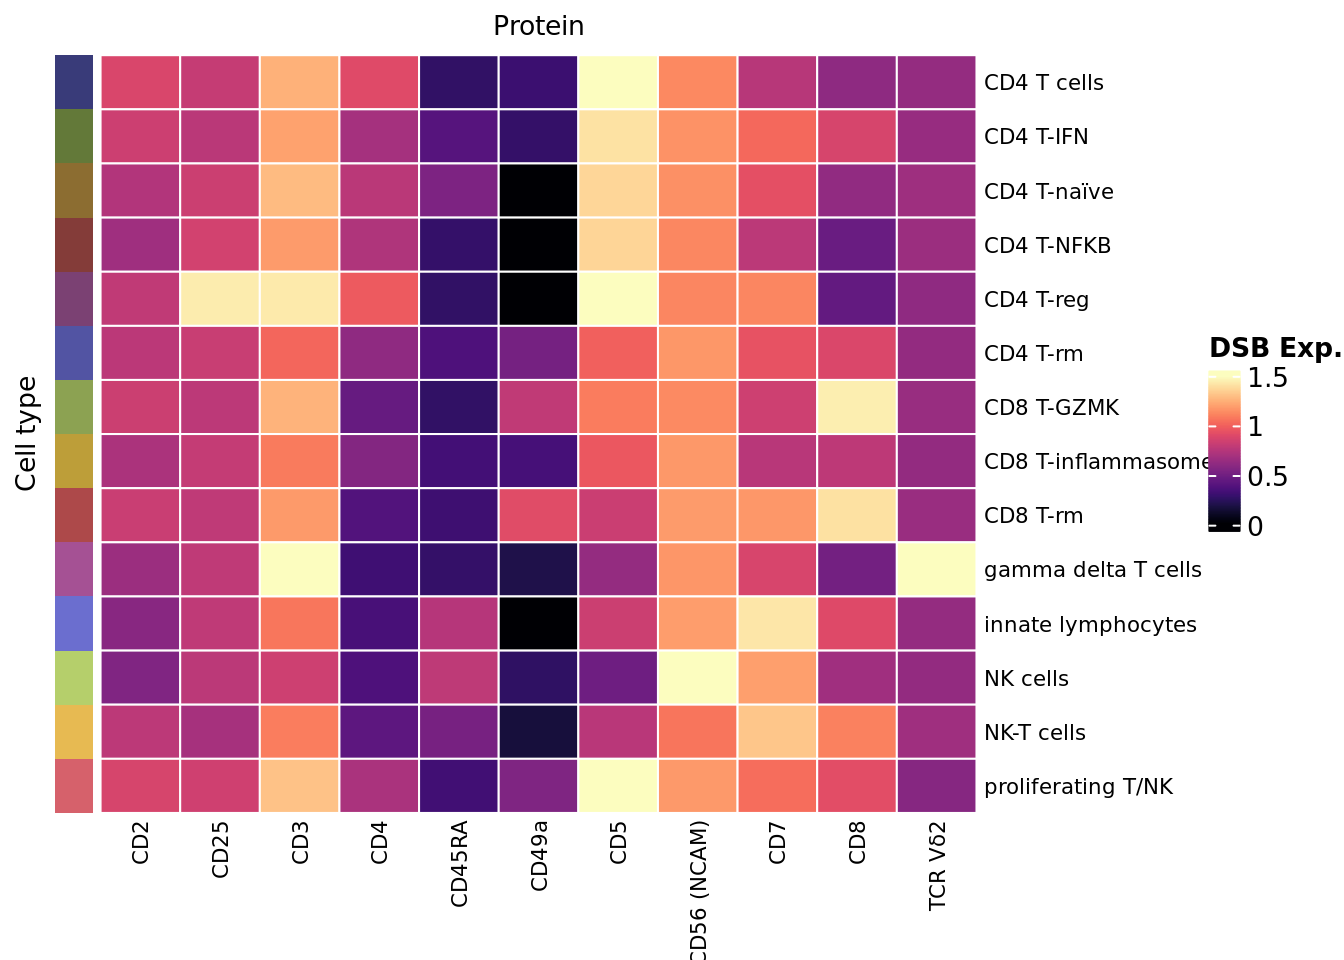 Protein
CD4 T cells
CD4 T-IFN
CD4 T-naïve
CD4 T-NFKB
CD4 T-reg
CD4 T-rm
CD8 T-GZMK
CD8 T-inflammasome
CD8 T-rm
gamma delta T cells
innate lymphocytes
NK cells
NK-T cells
proliferating T/NK
Cell type
DSB Exp.
1.5
1
0.5
0
CD2
CD25
CD3
CD4
CD45RA
CD49a
CD5
CD56 (NCAM)
CD7
CD8
TCR Vδ2